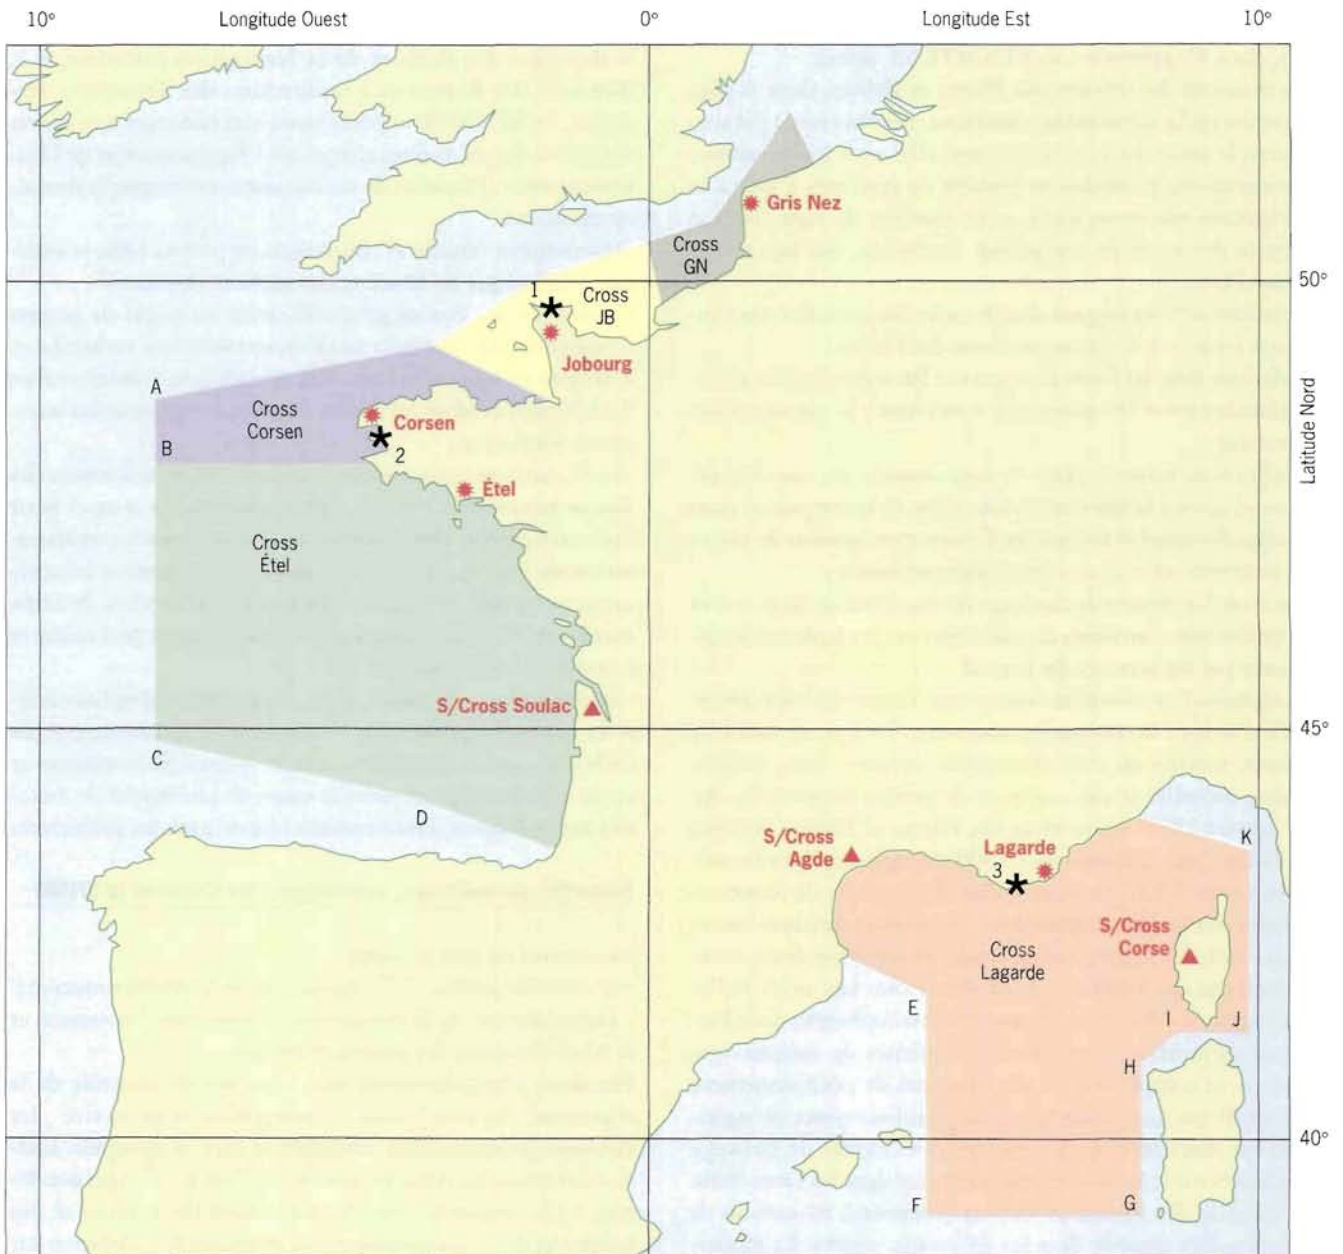 10°
Longitude Ouest
0°
Longitude Est
10°
Gris Nez
Cross
GN
50°
1
Cross
JB
Jobourg
A
Cross
Corsen
Corsen
B
2
Latitude Nord
Étel
Cross
Étel
S/Cross Soulac
45°
C
D
S/Cross
Agde
Lagarde
3
K
S/Cross
Corse
Cross
Lagarde
E
I
J
H
40°
F
G